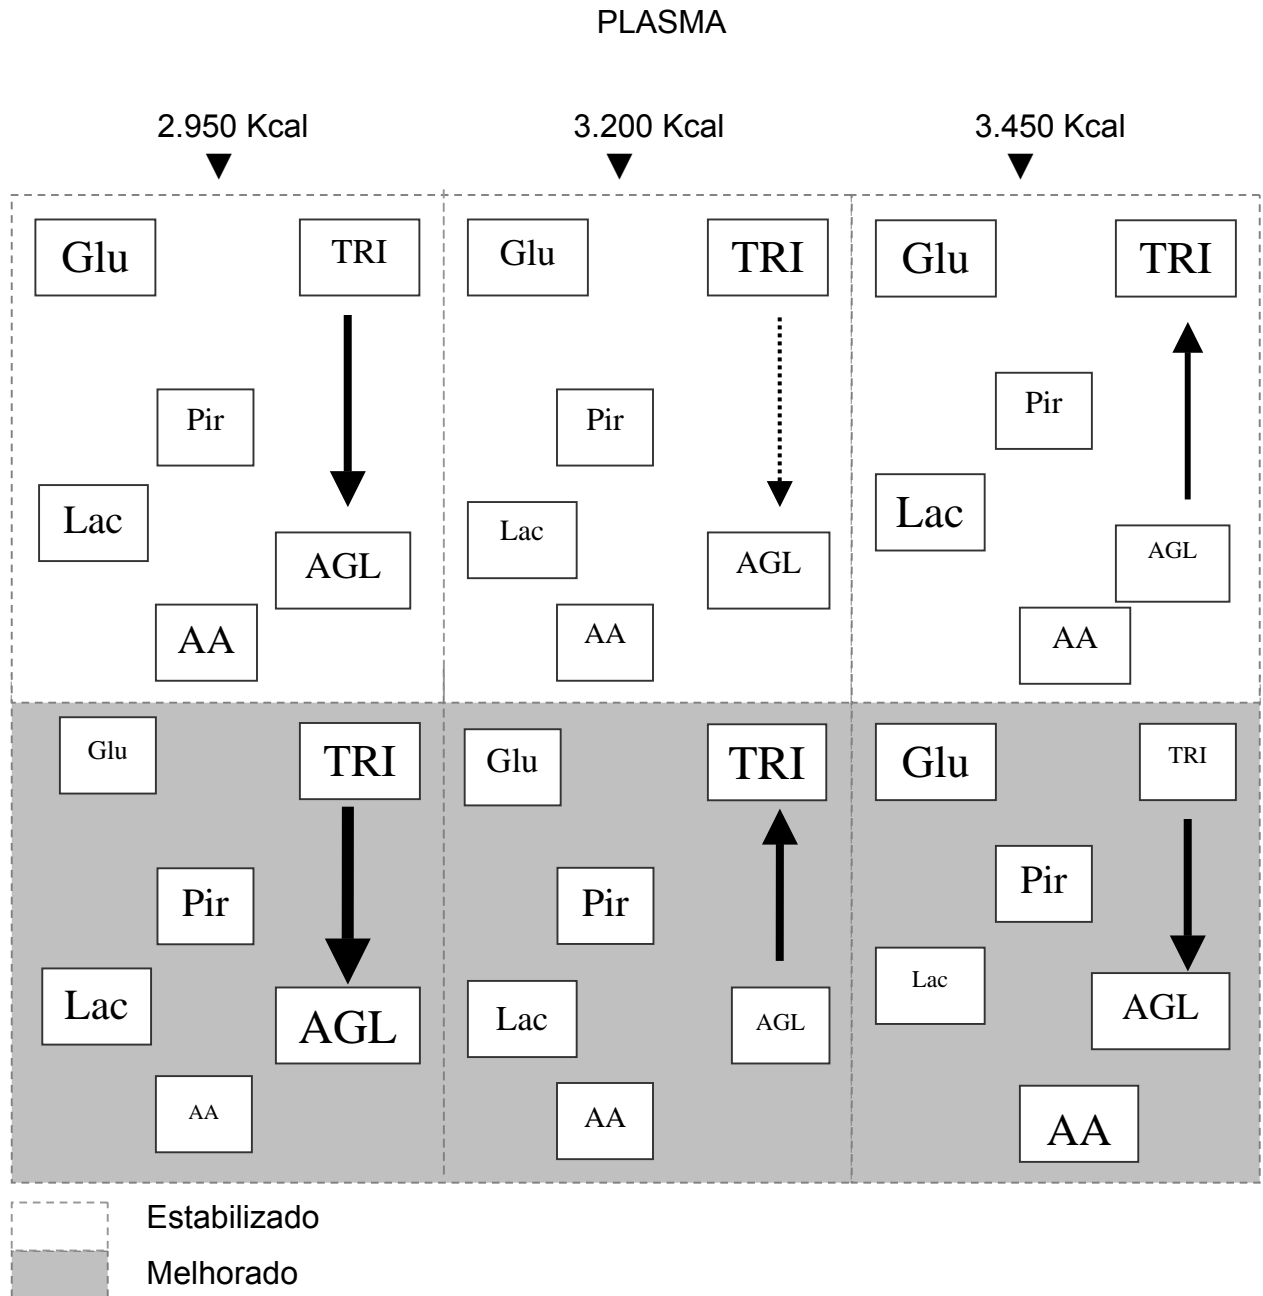 PLASMA
2.950 Kcal 3.200 Kcal 3.450 Kcal
Glu TRI Glu TRI Glu TRI
Pir Pir Pir
Lac Lac Lac
AGL AGL AGL
AA AA AA
Glu TRI Glu TRI Glu TRI
Pir Pir Pir
Lac Lac Lac
AGL AGL AGL
AA AA AA
Estabilizado
Melhorado